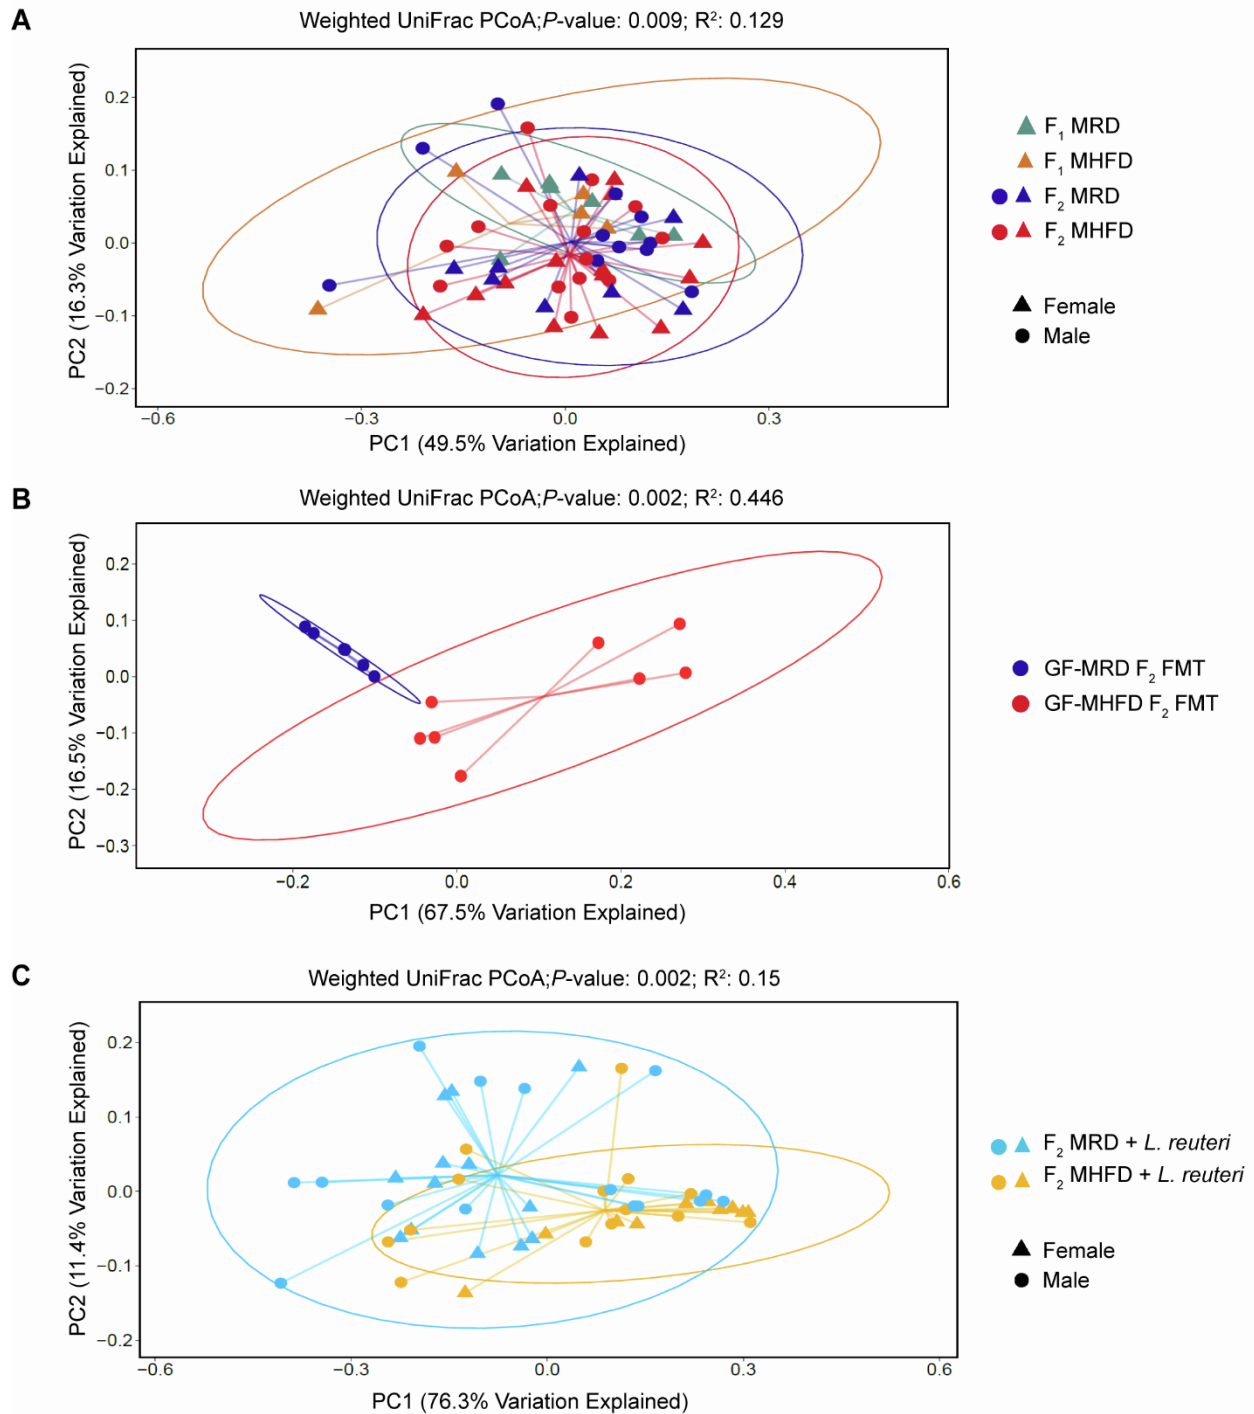 A
Weighted UniFrac PCoA;P-value: 0.009; R²: 0.129
PC2 (16.3% Variation Explained)
0.2
0.1
0.0
−0.1
−0.2
−0.6
−0.3
0.0
0.3
PC1 (49.5% Variation Explained)
F₁ MRD
F₁ MHFD
F₂ MRD
F₂ MHFD
Female
Male
B
Weighted UniFrac PCoA;P-value: 0.002; R²: 0.446
PC2 (16.5% Variation Explained)
0.2
0.1
0.0
−0.1
−0.2
−0.3
−0.2
0.0
0.2
0.4
0.6
PC1 (67.5% Variation Explained)
GF-MRD F₂ FMT
GF-MHFD F₂ FMT
C
Weighted UniFrac PCoA;P-value: 0.002; R²: 0.15
PC2 (11.4% Variation Explained)
0.2
0.1
0.0
−0.1
−0.2
−0.6
−0.3
0.0
0.3
0.6
PC1 (76.3% Variation Explained)
F₂ MRD + L. reuteri
F₂ MHFD + L. reuteri
Female
Male